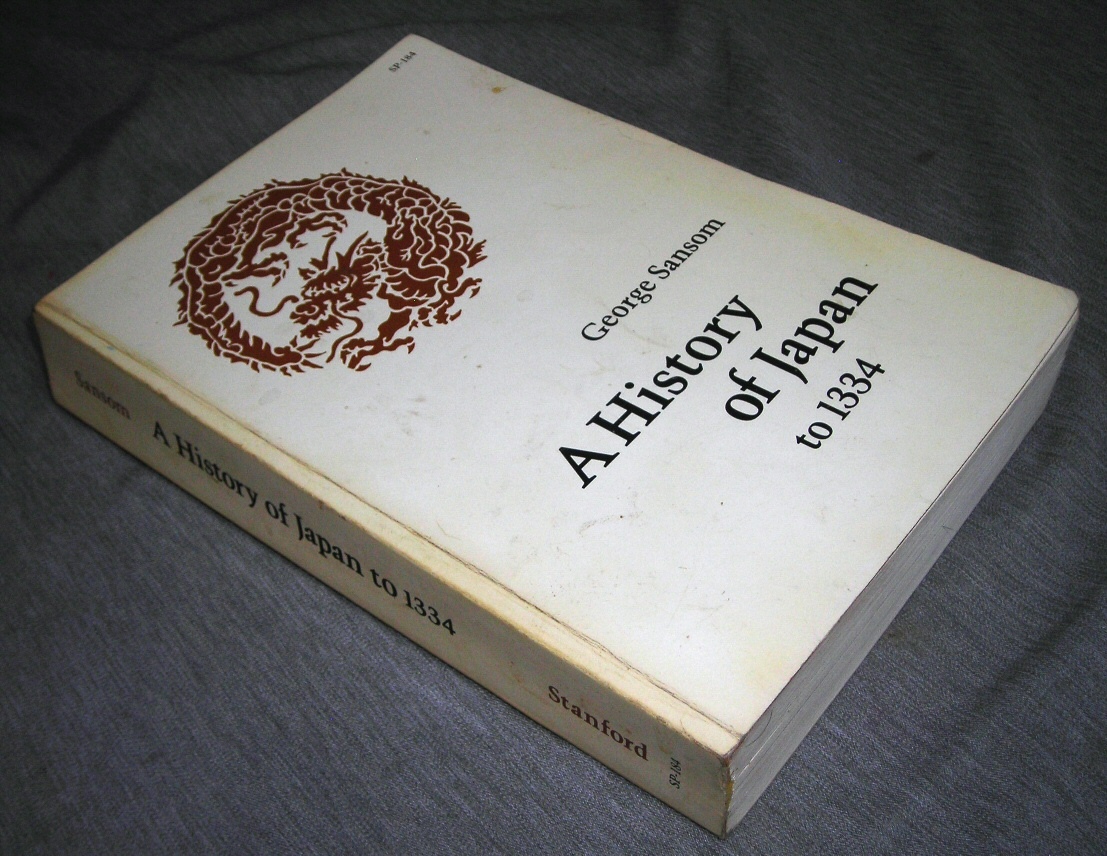 SP-184
George Sansom
A History
of Japan
to 1334
Sansom
A History of Japan to 1334
Stanford
SP-184